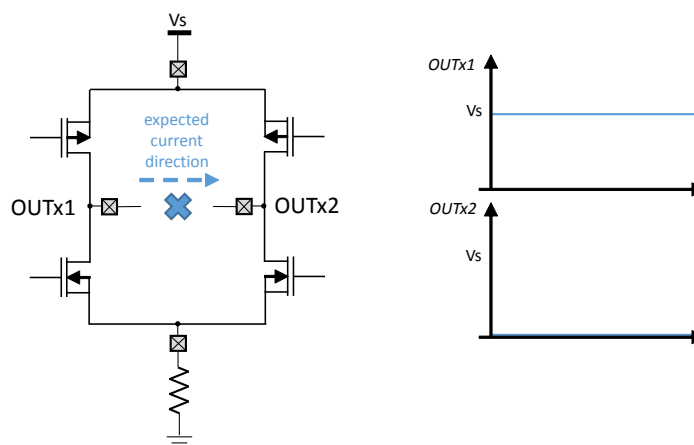 Vs
OUTx1
Vs
expected
current
direction
OUTx1
OUTx2
OUTx2
Vs